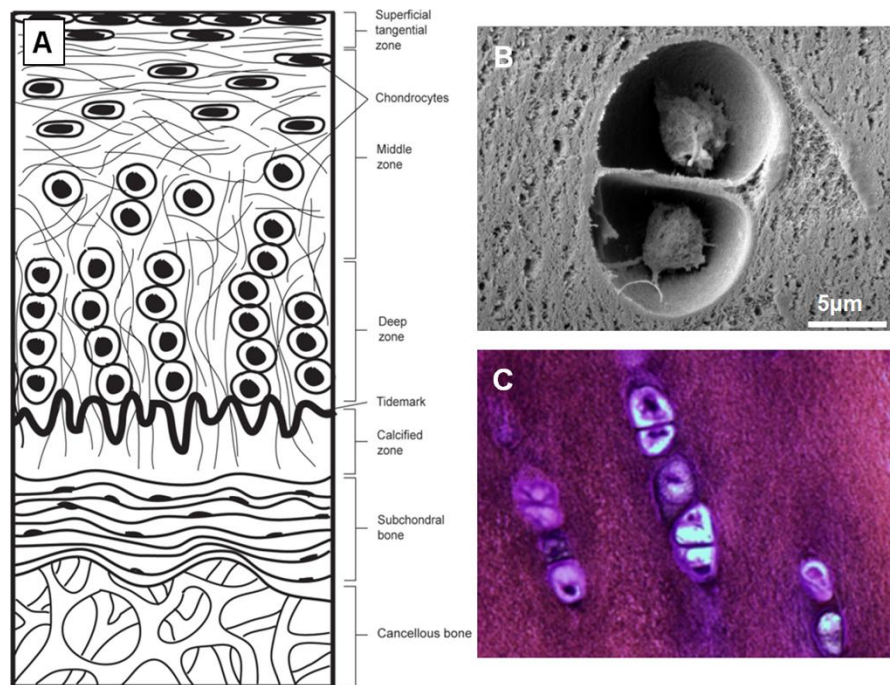 A
Superficial
tangential
zone
Chondrocytes
Middle
zone
Deep
zone
Tidemark
Calcified
zone
Subchondral
bone
Cancellous bone
B
5µm
C